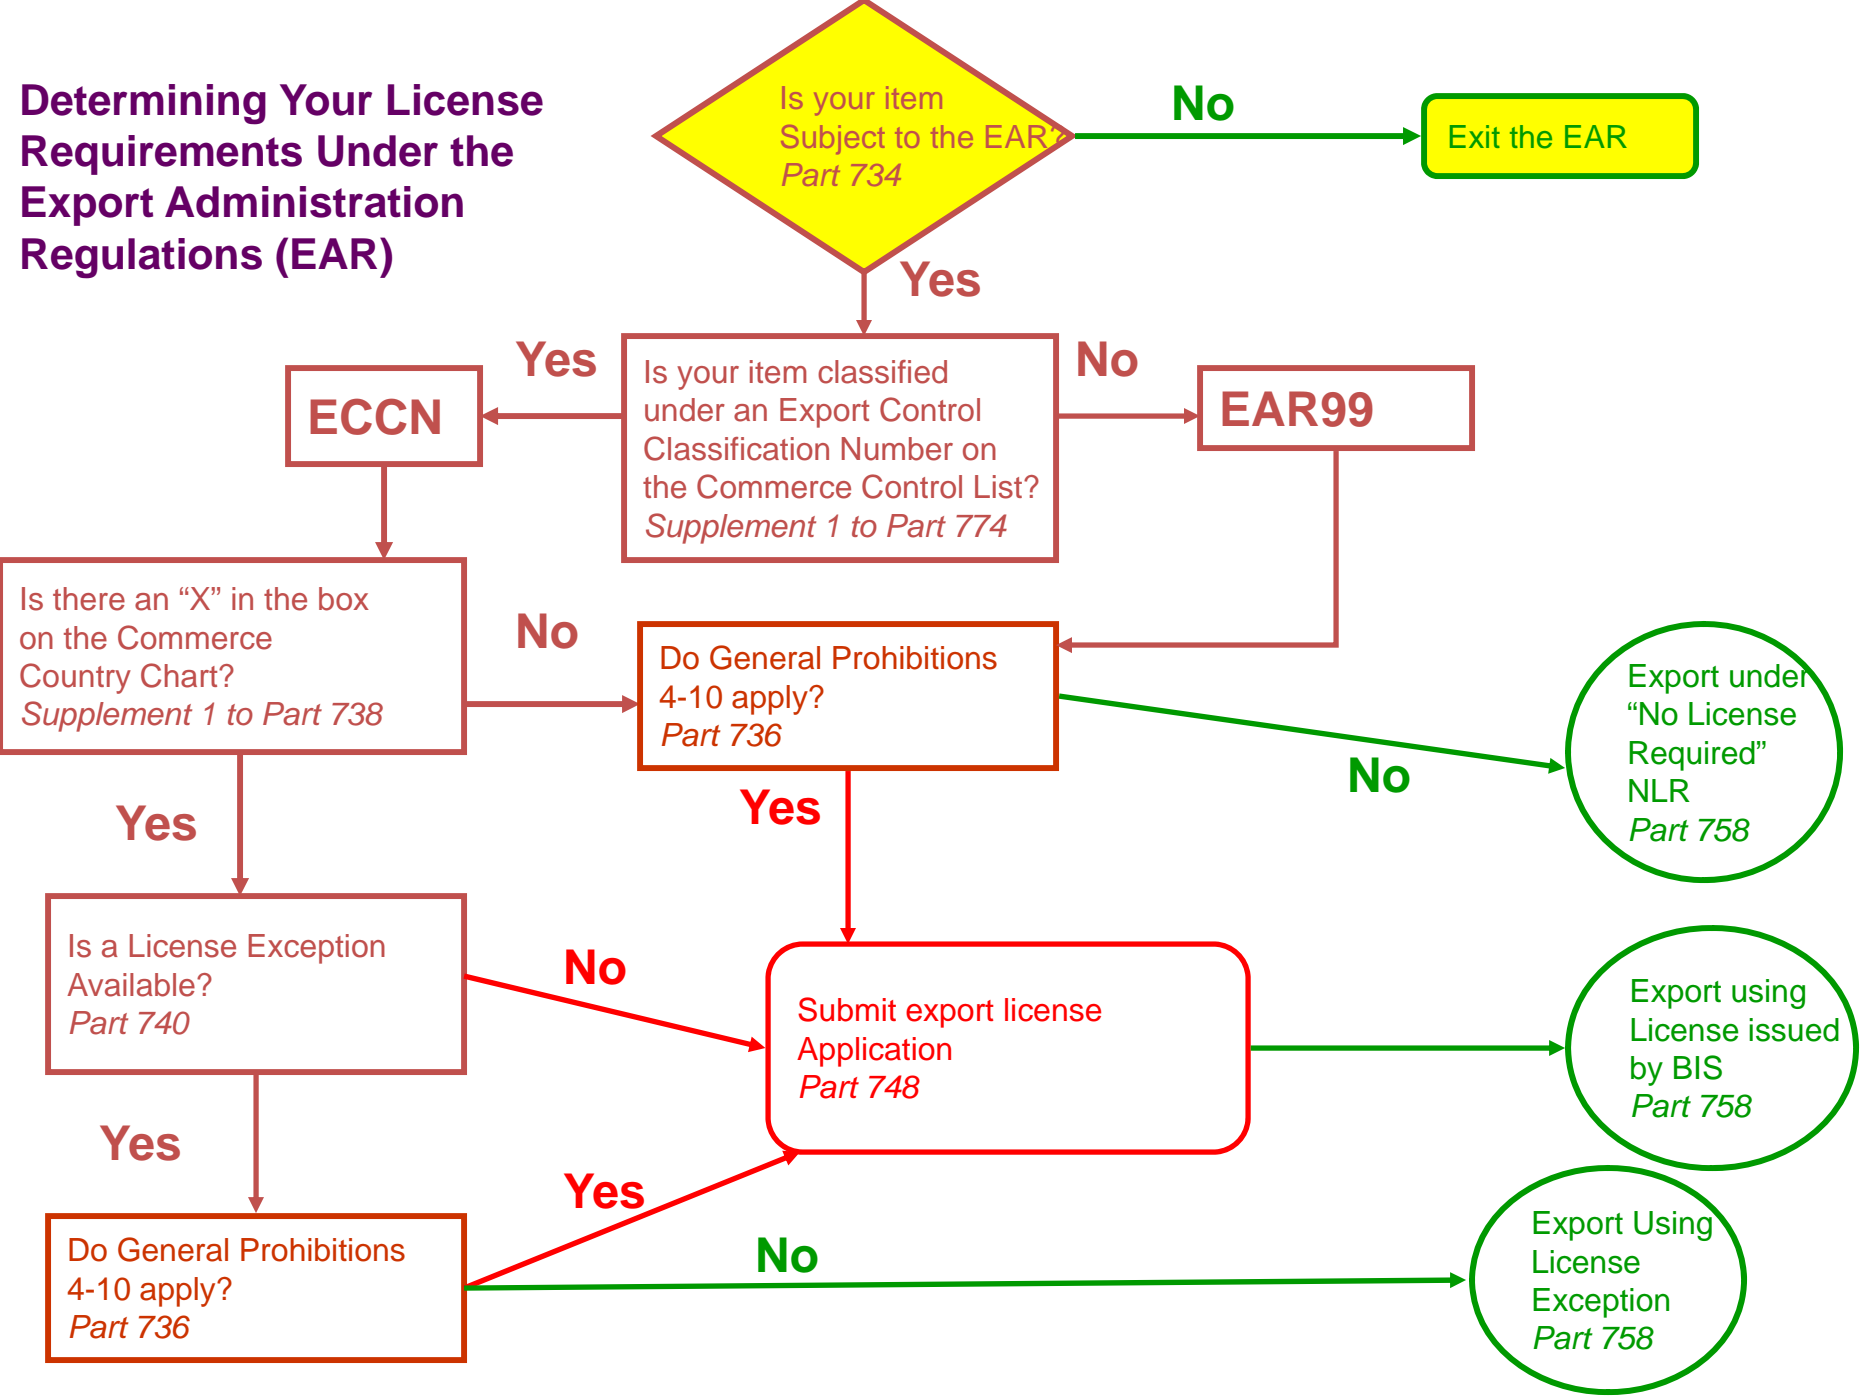 Determining Your License
Requirements Under the
Export Administration
Regulations (EAR)
Is your item
Subject to the EAR?
Part 734
No
Exit the EAR
Yes
Yes
Is your item classified
under an Export Control
Classification Number on
the Commerce Control List?
Supplement 1 to Part 774
No
ECCN
EAR99
Is there an “X” in the box
on the Commerce
Country Chart?
Supplement 1 to Part 738
No
Do General Prohibitions
4-10 apply?
Part 736
No
Export under
“No License
Required”
NLR
Part 758
Yes
Yes
Is a License Exception
Available?
Part 740
No
Submit export license
Application
Part 748
Export using
License issued
by BIS
Part 758
Yes
Do General Prohibitions
4-10 apply?
Part 736
Yes
No
Export Using
License
Exception
Part 758